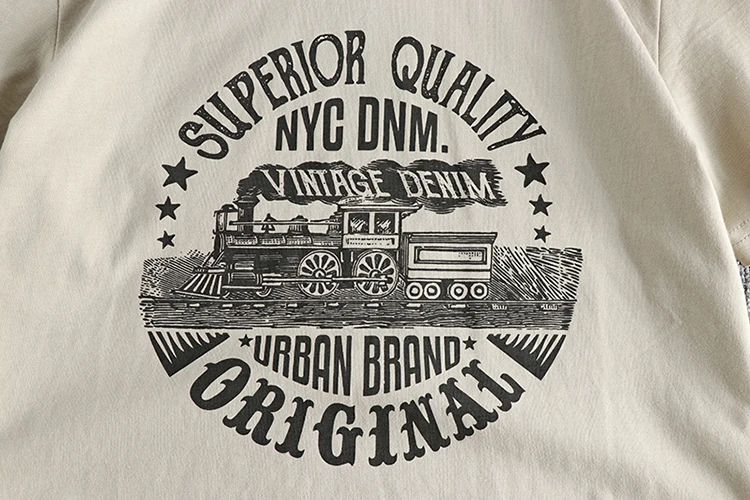 SUPERIOR QUALITY
NYC DNM.
VINTAGE DENIM
URBAN BRAND
ORIGINAL